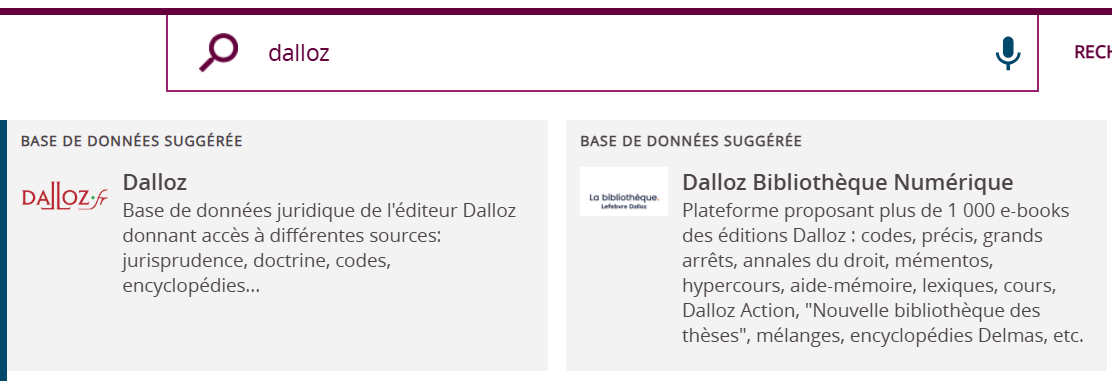 dalloz
RECH
BASE DE DONNÉES SUGGÉRÉE
DALLOZ.fr
Dalloz
Base de données juridique de l'éditeur Dalloz
donnant accès à différentes sources:
jurisprudence, doctrine, codes,
encyclopédies...
BASE DE DONNÉES SUGGÉRÉE
La bibliothèque.
Lefebvre Dalloz
Dalloz Bibliothèque Numérique
Plateforme proposant plus de 1 000 e-books
des éditions Dalloz : codes, précis, grands
arrêts, annales du droit, mémentos,
hypercours, aide-mémoire, lexiques, cours,
Dalloz Action, "Nouvelle bibliothèque des
thèses", mélanges, encyclopédies Delmas, etc.